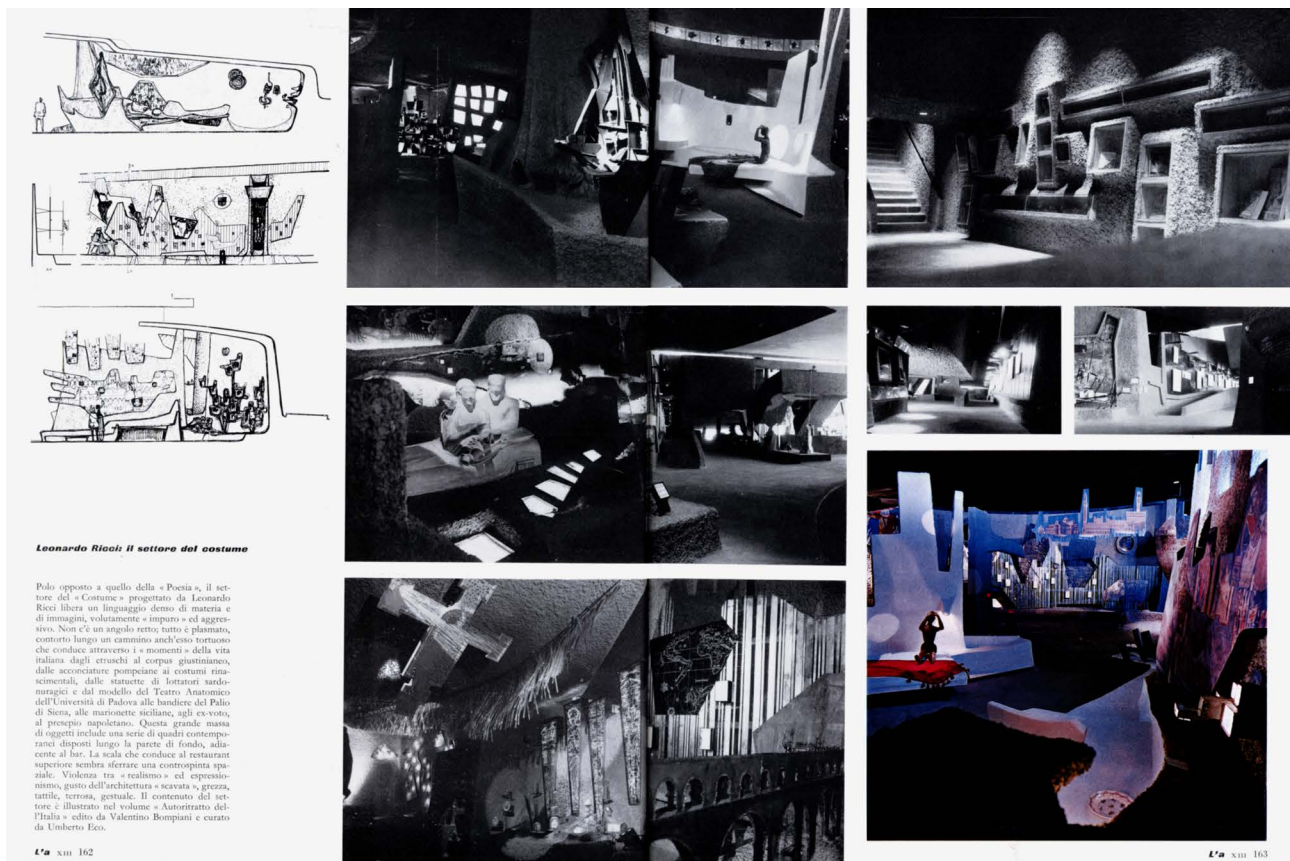 Leonardo Ricci: il settore del costume
Polo opposto a quello della « Poesia », il set-
tore del « Costume » progettato da Leonardo
Ricci libera un linguaggio denso di materia e
di immagini, volutamente « impuro » ed aggres-
sivo. Non c'è un angolo retto; tutto è plasmato,
contorto lungo un cammino anch'esso tortuoso
che conduce attraverso i « momenti » della vita
italiana dagli etruschi al corpus giustinianeo,
dalle acconciature pompeiane ai costumi rina-
scimentali, dalle statuette di lottatori sardo-
nuragici e dal modello del Teatro Anatomico
dell'Università di Padova alle bandiere del Palio
di Siena, alle marionette siciliane, agli ex-voto,
al presepio napoletano. Questa grande massa
di oggetti include una serie di quadri contempo-
ranei disposti lungo la parete di fondo, adia-
cente al bar. La scala che conduce al restaurant
superiore sembra sferrare una controspinta spa-
ziale. Violenza tra « realismo » ed espressio-
nismo, gusto dell'architettura « scavata », grezza,
tattile, terrosa, gestuale. Il contenuto del set-
tore è illustrato nel volume « Autoritratto del-
l'Italia » edito da Valentino Bompiani e curato
da Umberto Eco.
L'a XIII 162
L'a XIII 163